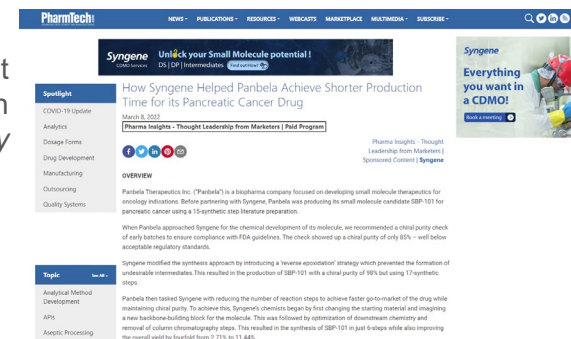 PharmTech
NEWS PUBLICATIONS RESOURCES WEBCASTS MARKETPLACE MULTIMEDIA SUBSCRIBE
Syngene Unlock your Small Molecule potential !
CDMO Services DS | DP | Intermediates Find out How?
Syngene
Everything
you want in
a CDMO!
Book a meeting
Spotlight
COVID-19 Update
Analytics
Dosage Forms
Drug Development
Manufacturing
Outsourcing
Quality Systems
How Syngene Helped Panbela Achieve Shorter Production
Time for its Pancreatic Cancer Drug
March 8, 2022
Pharma Insights - Thought Leadership from Marketers | Paid Program
Pharma Insights - Thought
Leadership from Marketers |
Sponsored Content | Syngene
OVERVIEW
Panbela Therapeutics Inc. ("Panbela") is a biopharma company focused on developing small molecule therapeutics for
oncology indications. Before partnering with Syngene, Panbela was producing its small molecule candidate SBP-101 for
pancreatic cancer using a 15-synthetic step literature preparation.
When Panbela approached Syngene for the chemical development of its molecule, we recommended a chiral purity check
of early batches to ensure compliance with FDA guidelines. The check showed up a chiral purity of only 85% – well below
acceptable regulatory standards.
Syngene modified the synthesis approach by introducing a 'reverse epoxidation' strategy which prevented the formation of
undesirable intermediates. This resulted in the production of SBP-101 with a chiral purity of 98% but using 17-synthetic
steps.
Panbela then tasked Syngene with reducing the number of reaction steps to achieve faster go-to-market of the drug while
maintaining chiral purity. To achieve this, Syngene's chemists began by first changing the starting material and imagining
a new backbone-building block for the molecule. This was followed by optimization of downstream chemistry and
removal of column chromatography steps. This resulted in the synthesis of SBP-101 in just 6-steps while also improving
the overall yield by fourfold from 2.71% to 11.44%.
Topic See All >
Analytical Method
Development
APIs
Aseptic Processing